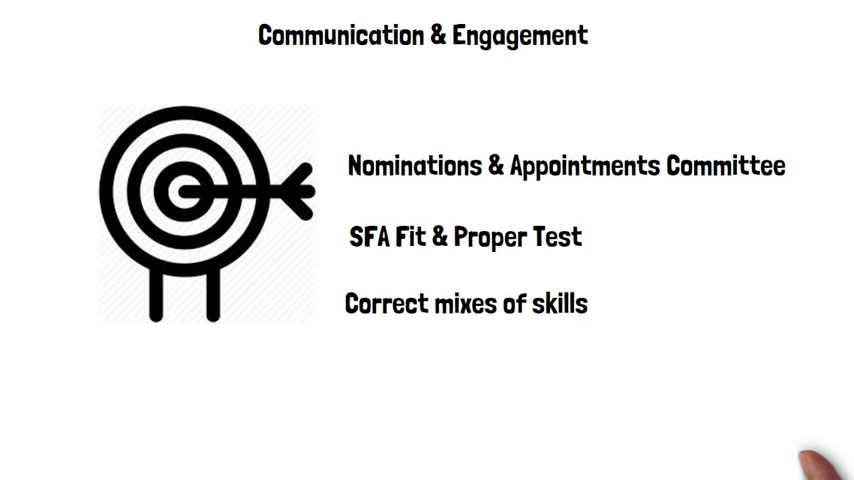 Communication & Engagement
Nominations & Appointments Committee
SFA Fit & Proper Test
Correct mixes of skills